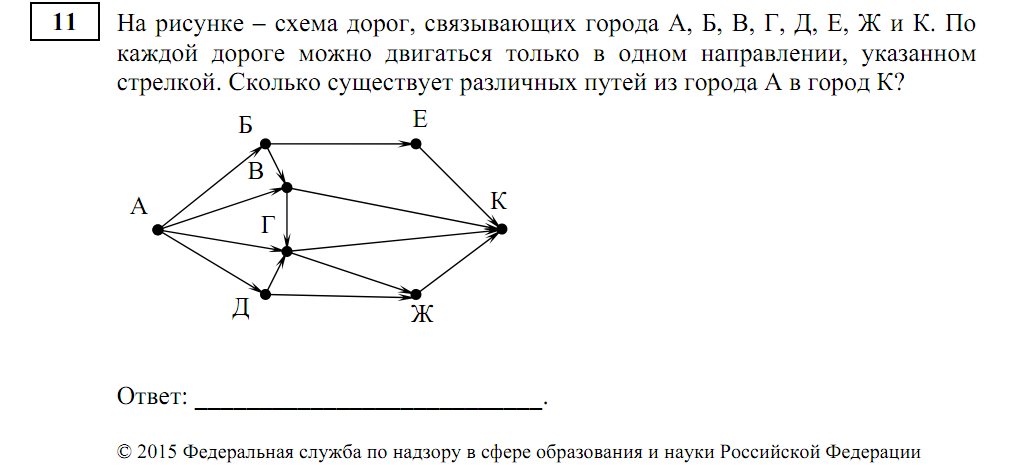 11
На рисунке – схема дорог, связывающих города А, Б, В, Г, Д, Е, Ж и К. По
каждой дороге можно двигаться только в одном направлении, указанном
стрелкой. Сколько существует различных путей из города А в город К?
Б
Е
В
А
К
Г
Д
Ж
Ответ: ___________________________.
© 2015 Федеральная служба по надзору в сфере образования и науки Российской Федерации